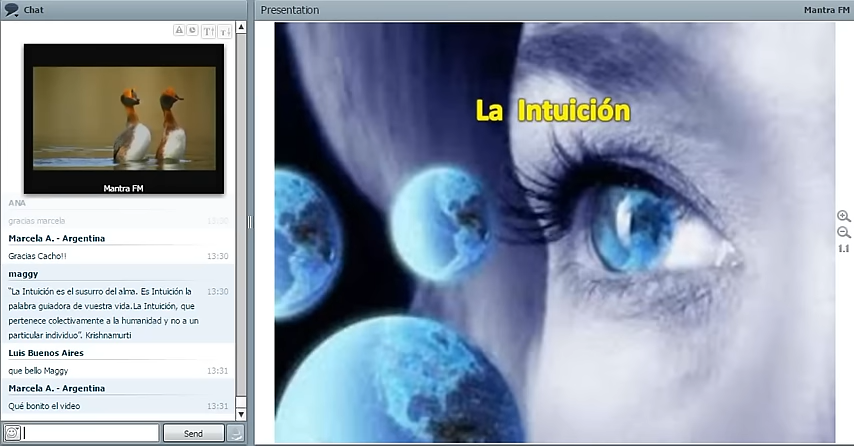 Chat
Mantra FM
ANA
gracias marcela
Marcela A. - Argentina
Gracias Cacho!! 13:30
maggy
"La Intuición es el susurro del alma. Es Intuición la 13:30
palabra guiadora de vuestra vida.La Intuición, que
pertenece colectivamente a la humanidad y no a un
particular individuo". Krishnamurti
Luis Buenos Aires
que bello Maggy 13:31
Marcela A. - Argentina
Qué bonito el video 13:31
Send
Presentation Mantra FM
La Intuición
1:1